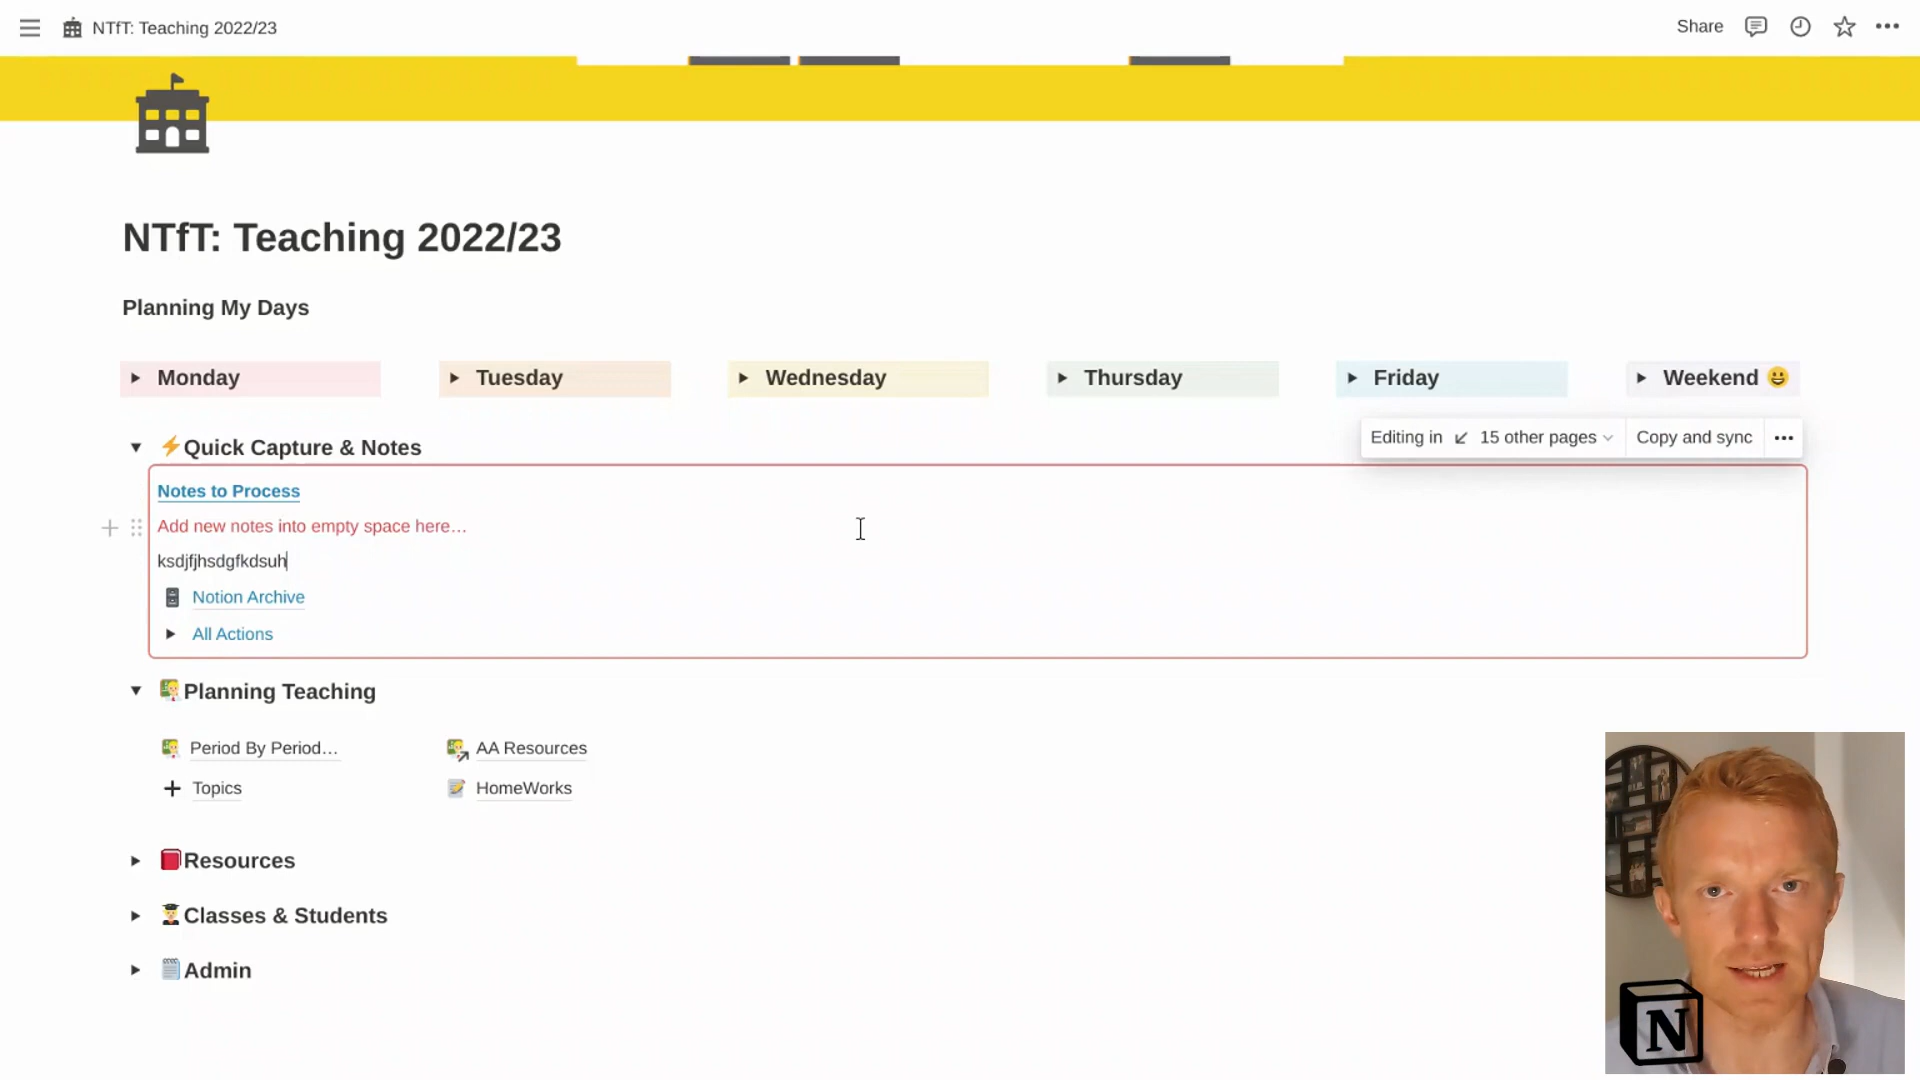 NTfT: Teaching 2022/23
Share
NTfT: Teaching 2022/23
Planning My Days
Monday
Tuesday
Wednesday
Thursday
Friday
Weekend
Quick Capture & Notes
Editing in 15 other pages
Copy and sync
Notes to Process
Add new notes into empty space here…
ksdjfjhsdgfkdsuh
Notion Archive
All Actions
Planning Teaching
Period By Period…
AA Resources
Topics
HomeWorks
Resources
Classes & Students
Admin
N